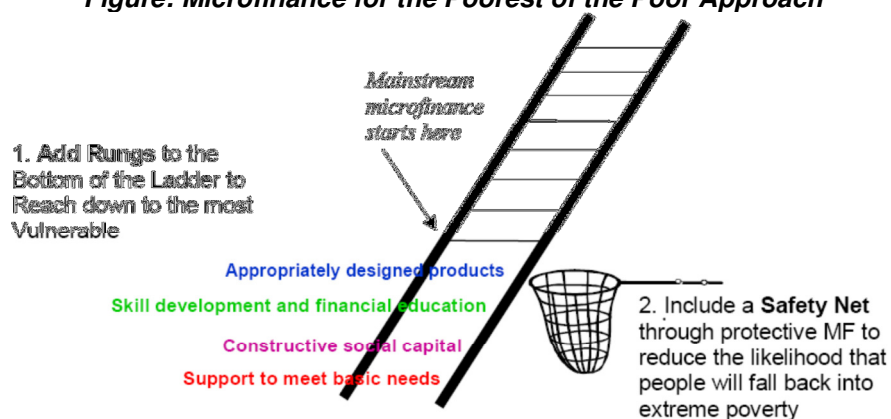 Figure: Microfinance for the Poorest of the Poor Approach
Mainstream
microfinance
starts here
1. Add Rungs to the
Bottom of the Ladder to
Reach down to the most
Vulnerable
Appropriately designed products
Skill development and financial education
Constructive social capital
Support to meet basic needs
2. Include a Safety Net
through protective MF to
reduce the likelihood that
people will fall back into
extreme poverty